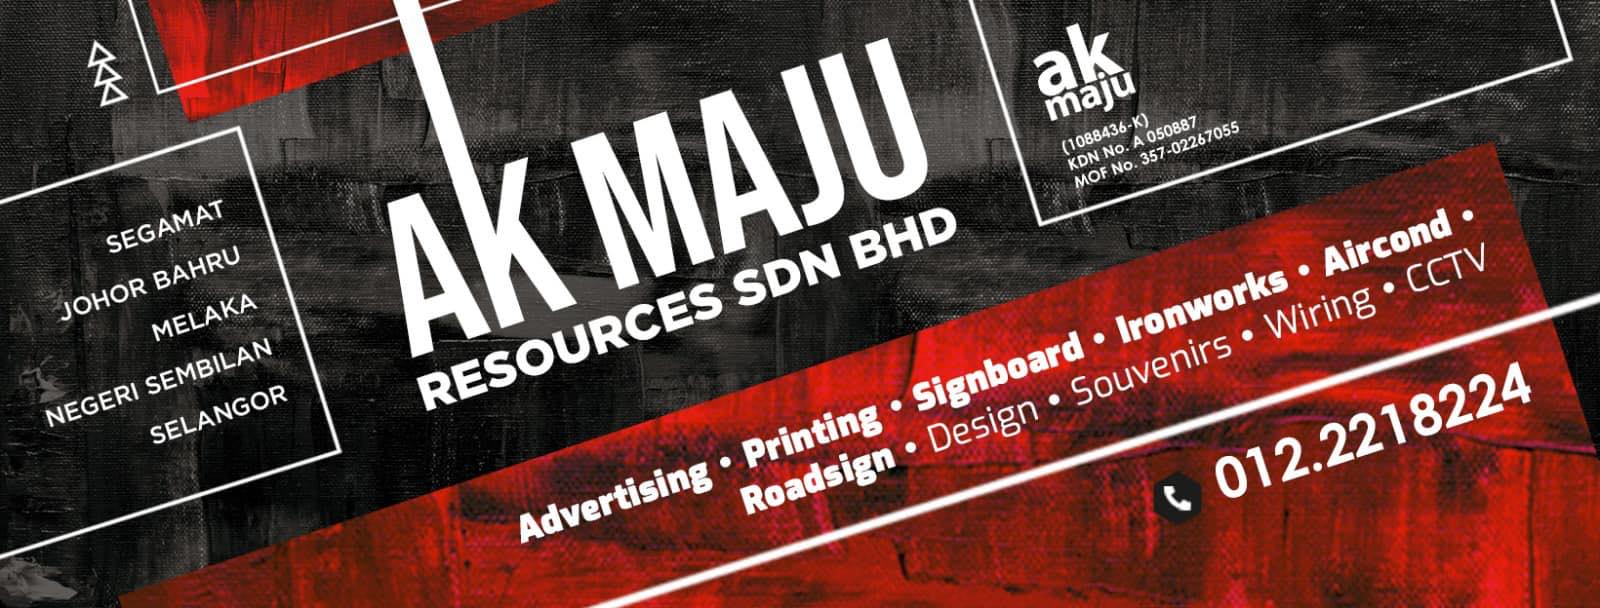 SEGAMAT
JOHOR BAHRU
MELAKA
NEGERI SEMBILAN
SELANGOR
AK MAJU
RESOURCES SDN BHD
ak
maju
(1088436-K)
KDN No. A 050887
MOF No. 357-02267055
Advertising • Printing • Signboard • Ironworks • Aircond •
Roadsign • Design • Souvenirs • Wiring • CCTV
012.2218224